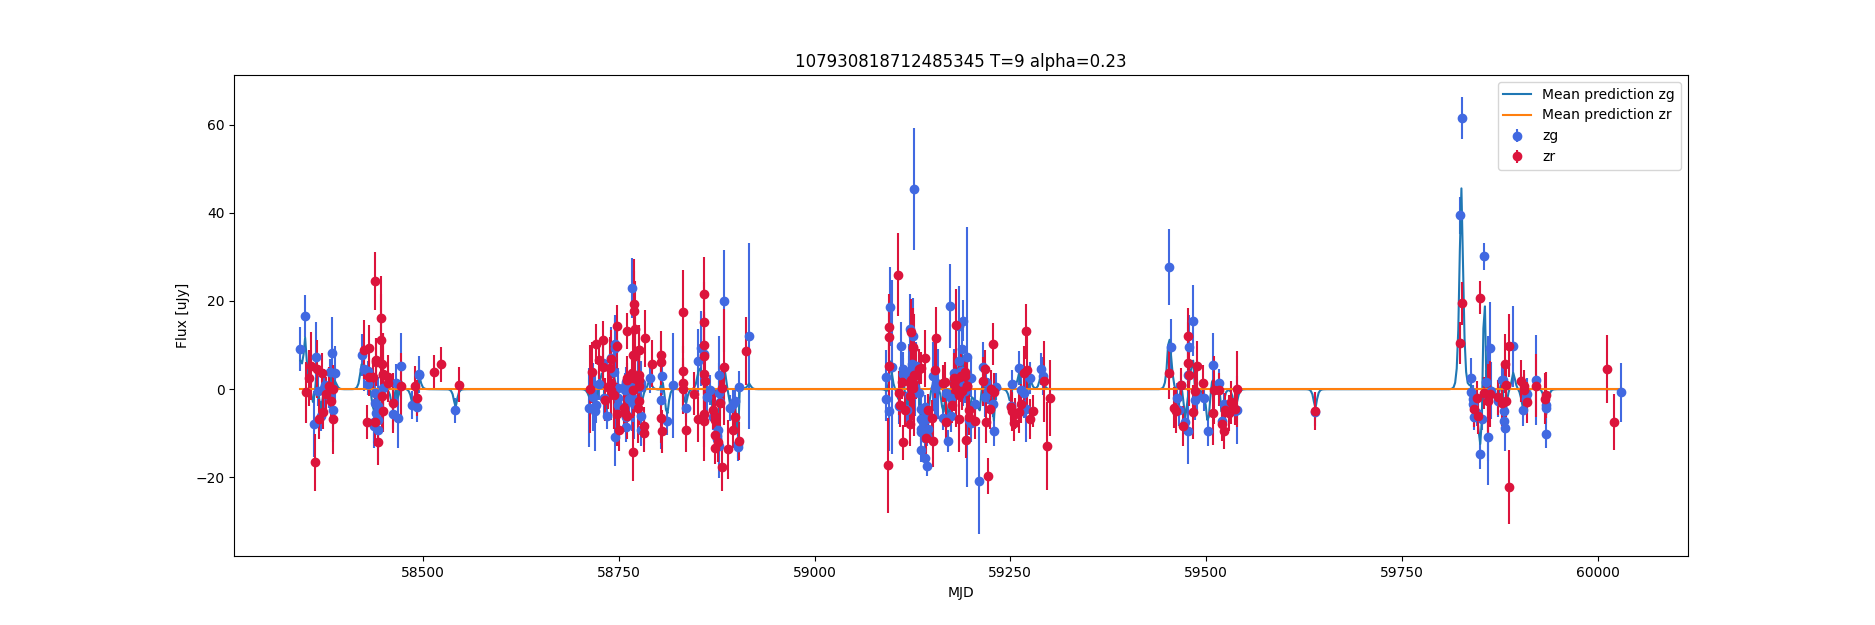 107930818712485345 T=9 alpha=0.23
Mean prediction zg
Mean prediction zr
zg
zr
Flux [uJy]
60
40
20
0
−20
58500 58750 59000 59250 59500 59750 60000
MJD